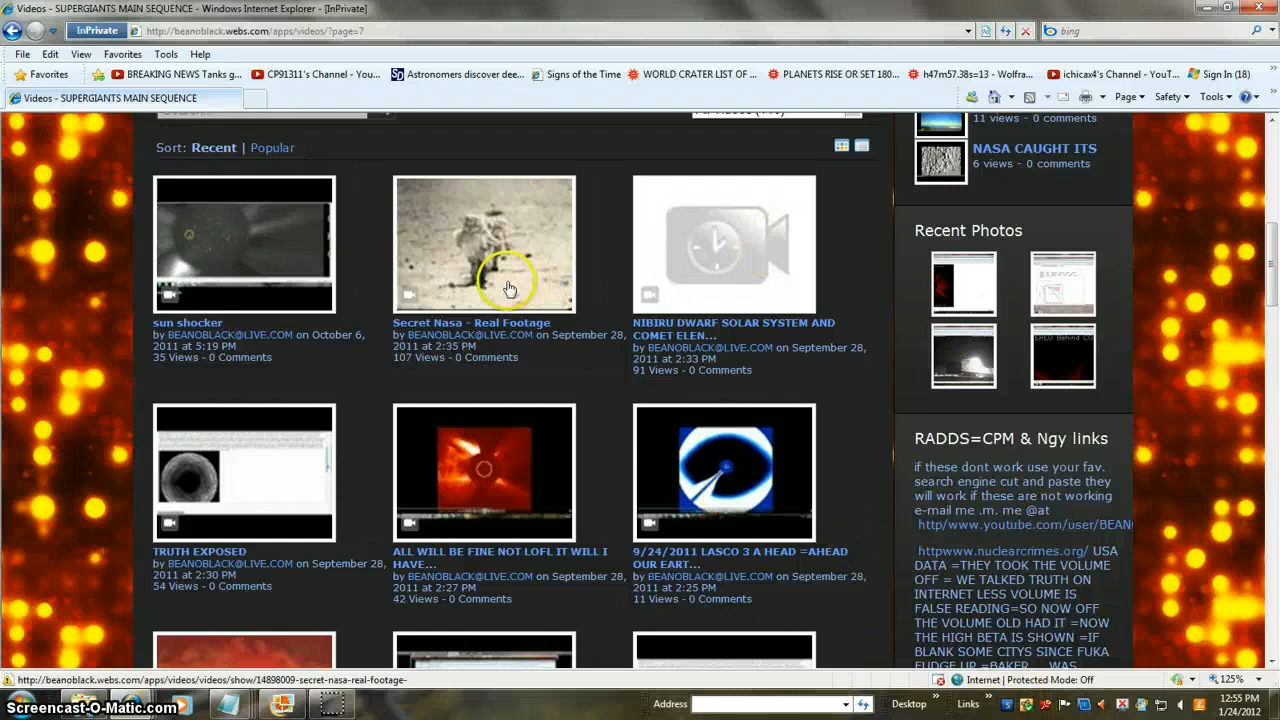 Videos - SUPERGIANTS MAIN SEQUENCE - Windows Internet Explorer - [InPrivate]
InPrivate http://beanoblack.webs.com/apps/videos/?page=7 bing
File Edit View Favorites Tools Help
Favorites BREAKING NEWS Tanks g... CP91311's Channel - You... Astronomers discover dee... Signs of the Time WORLD CRATER LIST OF ... PLANETS RISE OR SET 180... h47m57.38s=13 - Wolfra... ichicax4's Channel - YouT... Sign In (18)
Videos - SUPERGIANTS MAIN SEQUENCE
Page Safety Tools
11 views - 0 comments
Sort: Recent | Popular
NASA CAUGHT ITS
6 views - 0 comments
Recent Photos
sun shocker
by BEANOBLACK@LIVE.COM on October 6,
2011 at 5:19 PM
35 Views - 0 Comments
Secret Nasa - Real Footage
by BEANOBLACK@LIVE.COM on September 28,
2011 at 2:35 PM
107 Views - 0 Comments
NIBIRU DWARF SOLAR SYSTEM AND
COMET ELEN...
by BEANOBLACK@LIVE.COM on September 28,
2011 at 2:33 PM
91 Views - 0 Comments
TRUTH EXPOSED
by BEANOBLACK@LIVE.COM on September 28,
2011 at 2:30 PM
54 Views - 0 Comments
ALL WILL BE FINE NOT LOFL IT WILL I
HAVE...
by BEANOBLACK@LIVE.COM on September 28,
2011 at 2:27 PM
42 Views - 0 Comments
9/24/2011 LASCO 3 A HEAD =AHEAD
OUR EART...
by BEANOBLACK@LIVE.COM on September 28,
2011 at 2:25 PM
11 Views - 0 Comments
RADDS=CPM & Ngy links
if these dont work use your fav.
search engine cut and paste they
will work if these are not working
e-mail me .m. me @at
http/www.youtube.com/user/BEAN
httpwww.nuclearcrimes.org/ USA
DATA =THEY TOOK THE VOLUME
OFF = WE TALKED TRUTH ON
INTERNET LESS VOLUME IS
FALSE READING=SO NOW OFF
THE VOLUME OLD HAD IT =NOW
THE HIGH BETA IS SHOWN =IF
BLANK SOME CITYS SINCE FUKA
FUDGE UP =BAKER WAS
http://beanoblack.webs.com/apps/videos/videos/show/14898009-secret-nasa-real-footage-
Internet | Protected Mode: Off 125%
Address Desktop Links 12:55 PM
1/24/2012
Screencast-O-Matic.com